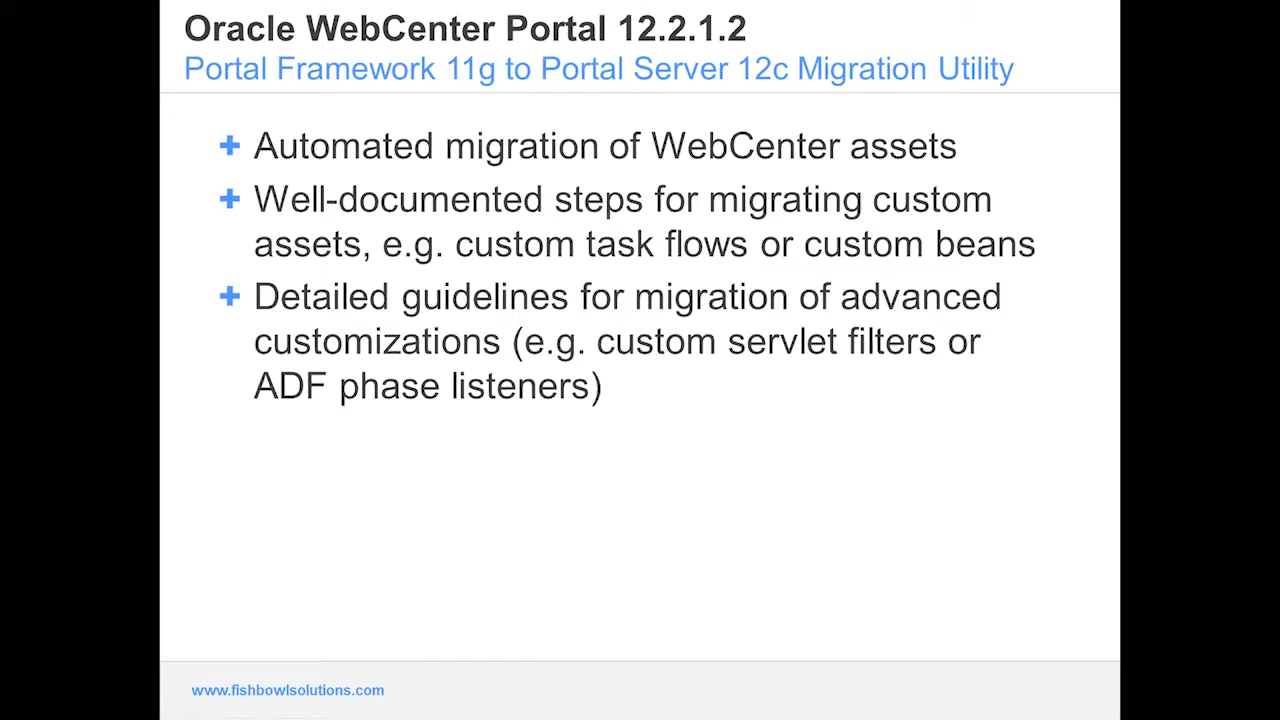 Oracle WebCenter Portal 12.2.1.2
Portal Framework 11g to Portal Server 12c Migration Utility
Automated migration of WebCenter assets
Well-documented steps for migrating custom
assets, e.g. custom task flows or custom beans
Detailed guidelines for migration of advanced
customizations (e.g. custom servlet filters or
ADF phase listeners)
www.fishbowlsolutions.com